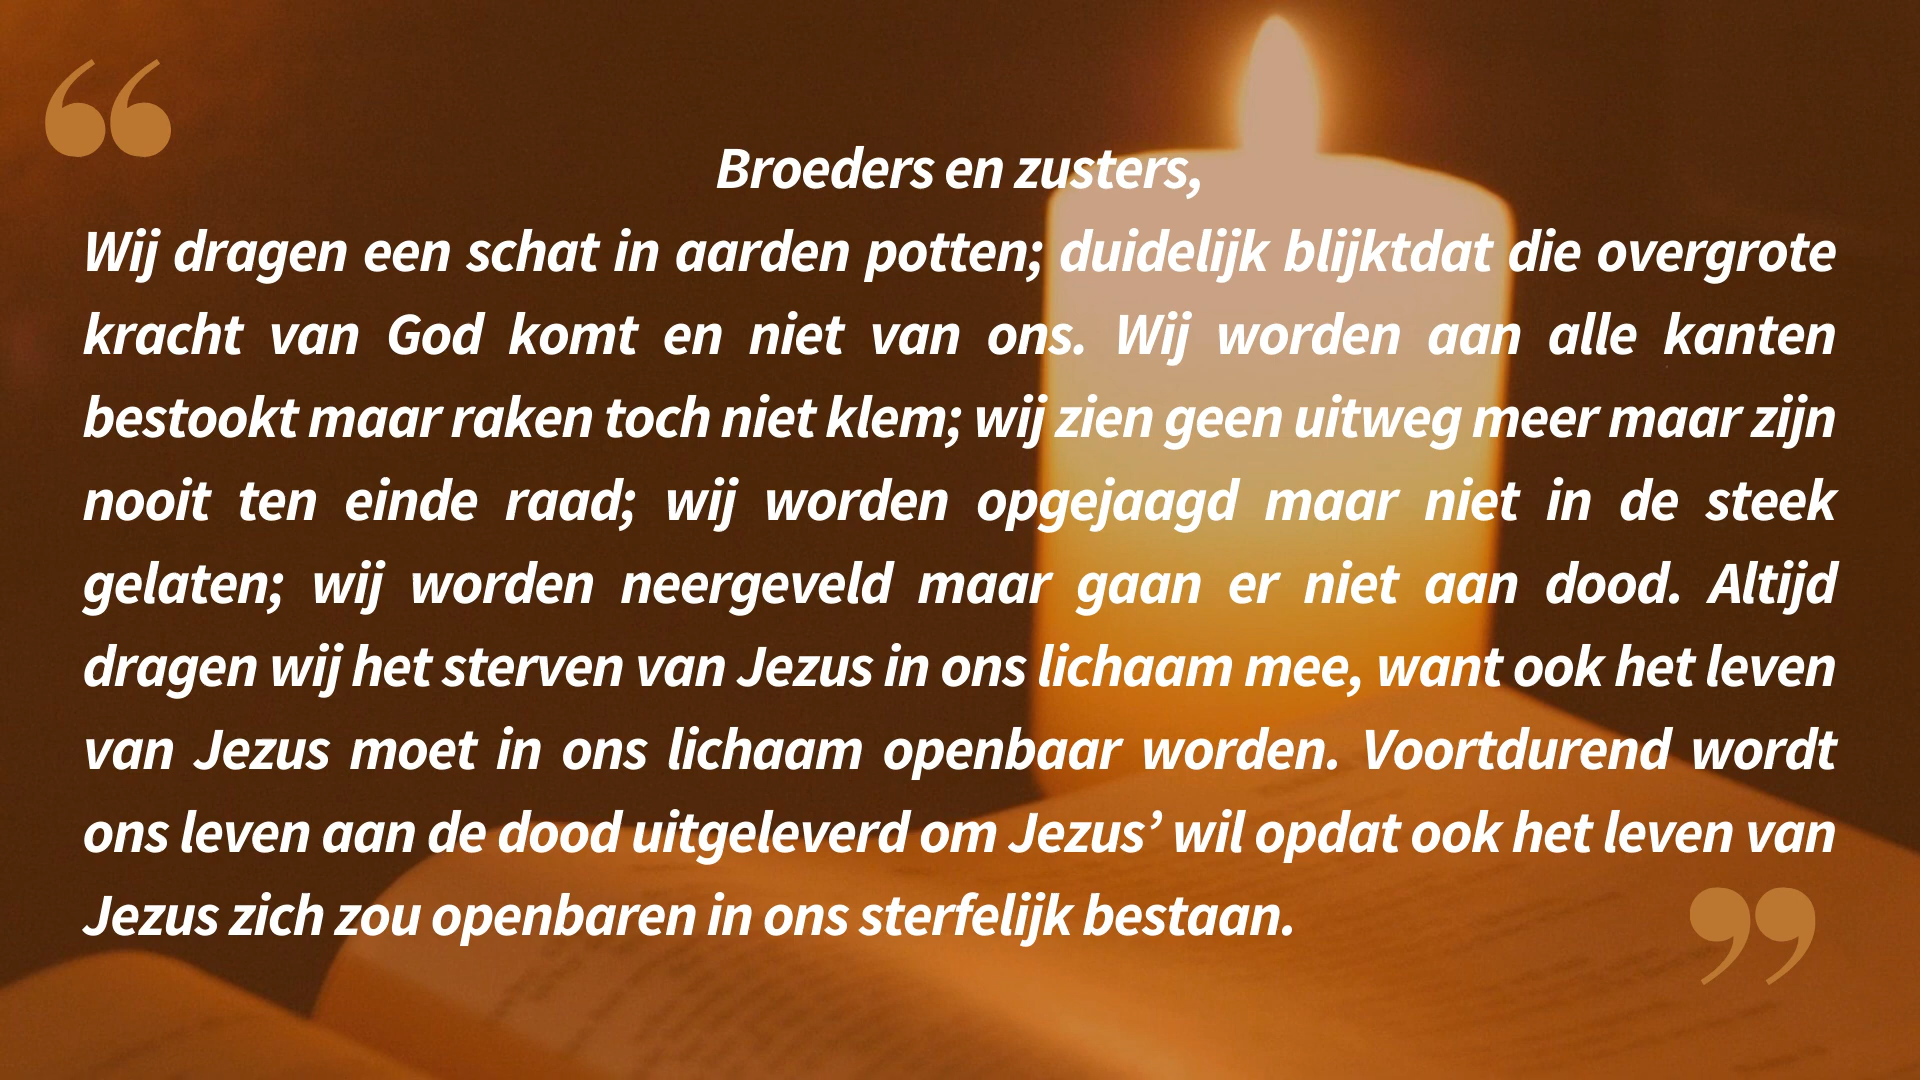 “
Broeders en zusters,
Wij dragen een schat in aarden potten; duidelijk blijktdat die overgrote
kracht van God komt en niet van ons. Wij worden aan alle kanten
bestookt maar raken toch niet klem; wij zien geen uitweg meer maar zijn
nooit ten einde raad; wij worden opgejaagd maar niet in de steek
gelaten; wij worden neergeveld maar gaan er niet aan dood. Altijd
dragen wij het sterven van Jezus in ons lichaam mee, want ook het leven
van Jezus moet in ons lichaam openbaar worden. Voortdurend wordt
ons leven aan de dood uitgeleverd om Jezus’ wil opdat ook het leven van
Jezus zich zou openbaren in ons sterfelijk bestaan.
”